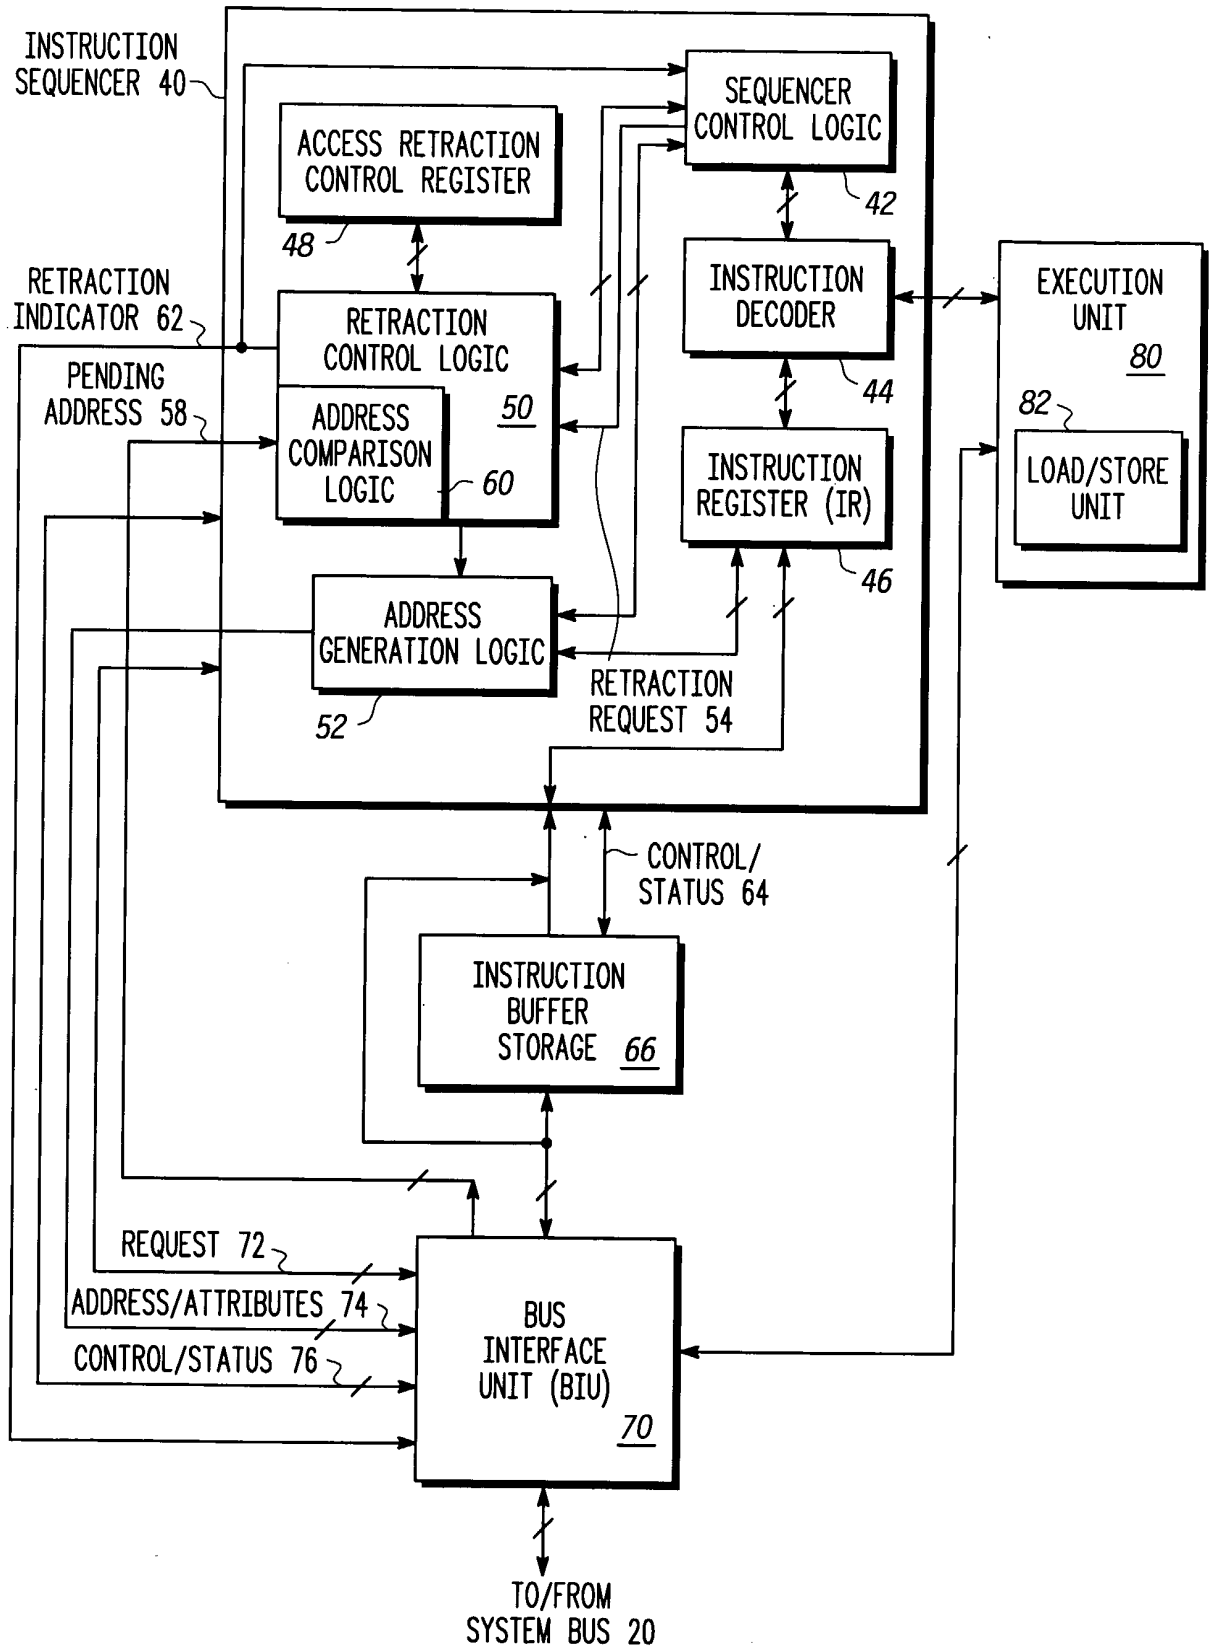 INSTRUCTION
SEQUENCER 40
SEQUENCER
CONTROL LOGIC
42
ACCESS RETRACTION
CONTROL REGISTER
48
INSTRUCTION
DECODER
44
EXECUTION
UNIT
80
82
LOAD/STORE
UNIT
RETRACTION
INDICATOR 62
RETRACTION
CONTROL LOGIC
50
PENDING
ADDRESS 58
ADDRESS
COMPARISON
LOGIC
60
INSTRUCTION
REGISTER (IR)
46
ADDRESS
GENERATION LOGIC
52
RETRACTION
REQUEST 54
CONTROL/
STATUS 64
INSTRUCTION
BUFFER
STORAGE
66
REQUEST 72
ADDRESS/ATTRIBUTES 74
CONTROL/STATUS 76
BUS
INTERFACE
UNIT (BIU)
70
TO/FROM
SYSTEM BUS 20